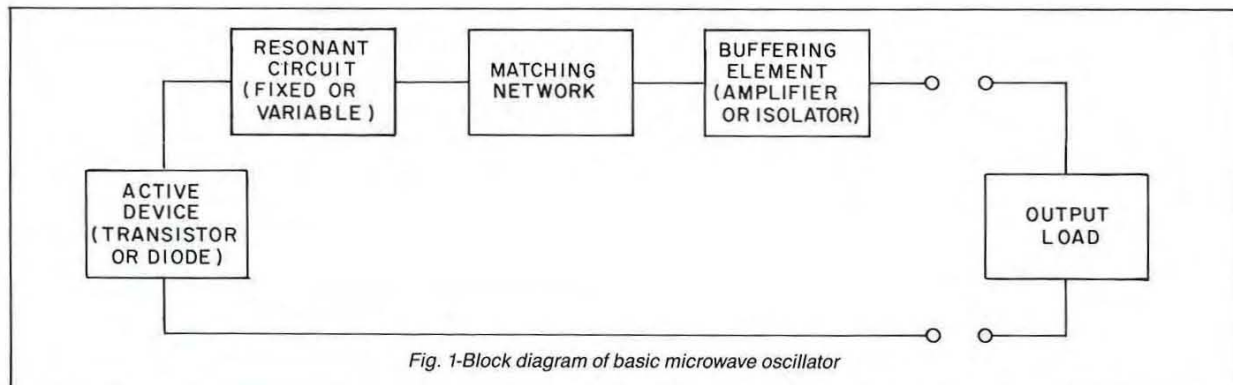 RESONANT
CIRCUIT
(FIXED OR
VARIABLE)
MATCHING
NETWORK
BUFFERING
ELEMENT
(AMPLIFIER
OR ISOLATOR)
ACTIVE
DEVICE
(TRANSISTOR
OR DIODE)
OUTPUT
LOAD
Fig. 1-Block diagram of basic microwave oscillator